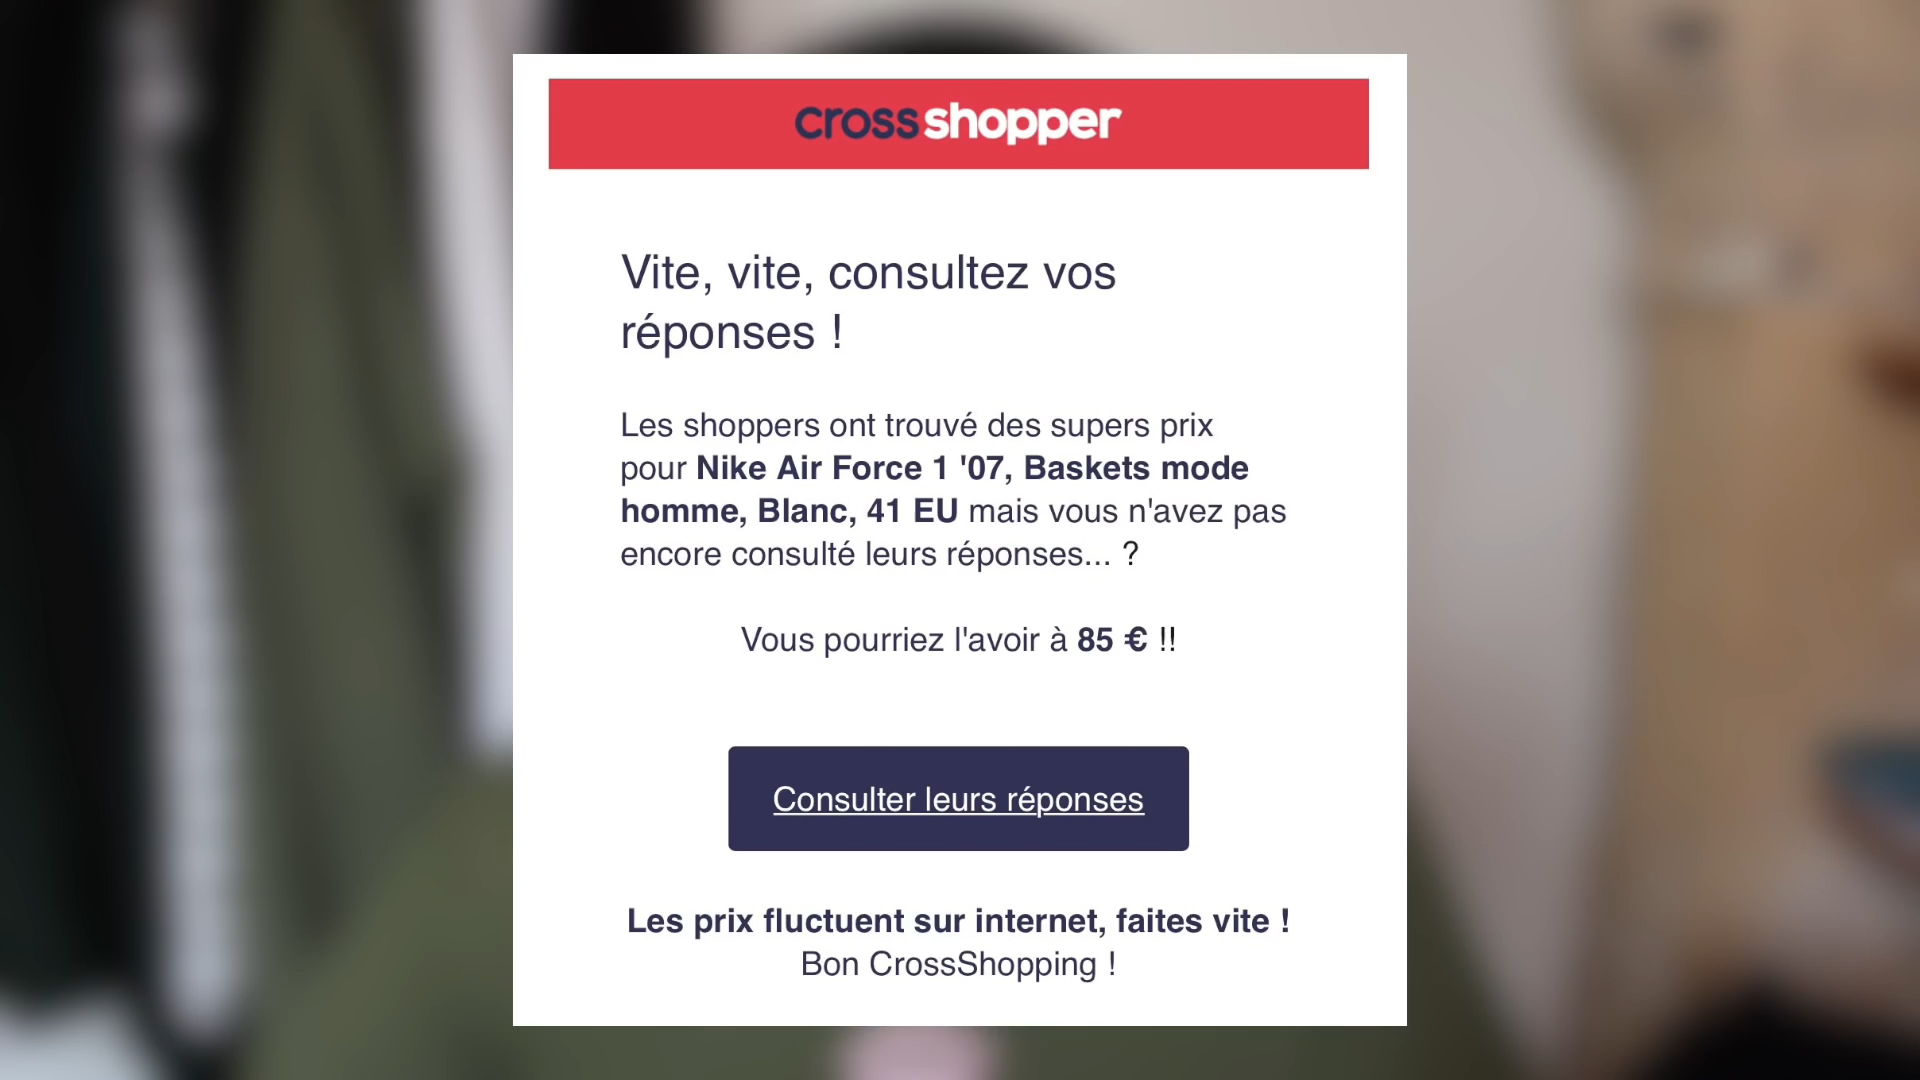 crossshopper
Vite, vite, consultez vos
réponses !
Les shoppers ont trouvé des supers prix
pour Nike Air Force 1 '07, Baskets mode
homme, Blanc, 41 EU mais vous n'avez pas
encore consulté leurs réponses... ?
Vous pourriez l'avoir à 85 € !!
Consulter leurs réponses
Les prix fluctuent sur internet, faites vite !
Bon CrossShopping !